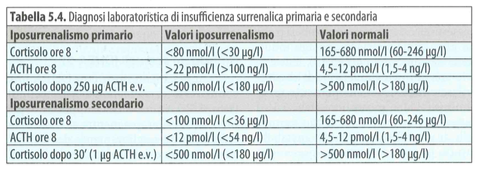 Tabella 5.4. Diagnosi laboratoristica di insufficienza surrenalica primaria e secondaria
Iposurrenalismo primario Valori iposurrenalismo Valori normali
Cortisolo ore 8 <80 nmol/l (<30 µg/l) 165-680 nmol/l (60-246 µg/l)
ACTH ore 8 >22 pmol/l (>100 ng/l) 4,5-12 pmol/l (1,5-4 ng/l)
Cortisolo dopo 250 µg ACTH e.v. <500 nmol/l (<180 µg/l) >500 nmol/l (>180 µg/l)
Iposurrenalismo secondario
Cortisolo ore 8 <100 nmol/l (<36 µg/l) 165-680 nmol/l (60-246 µg/l)
ACTH ore 8 <12 pmol/l (<54 ng/l) 4,5-12 pmol/l (1,5-4 ng/l)
Cortisolo dopo 30' (1 µg ACTH e.v.) <500 nmol/l (<180 µg/l) >500 nmol/l (>180 µg/l)